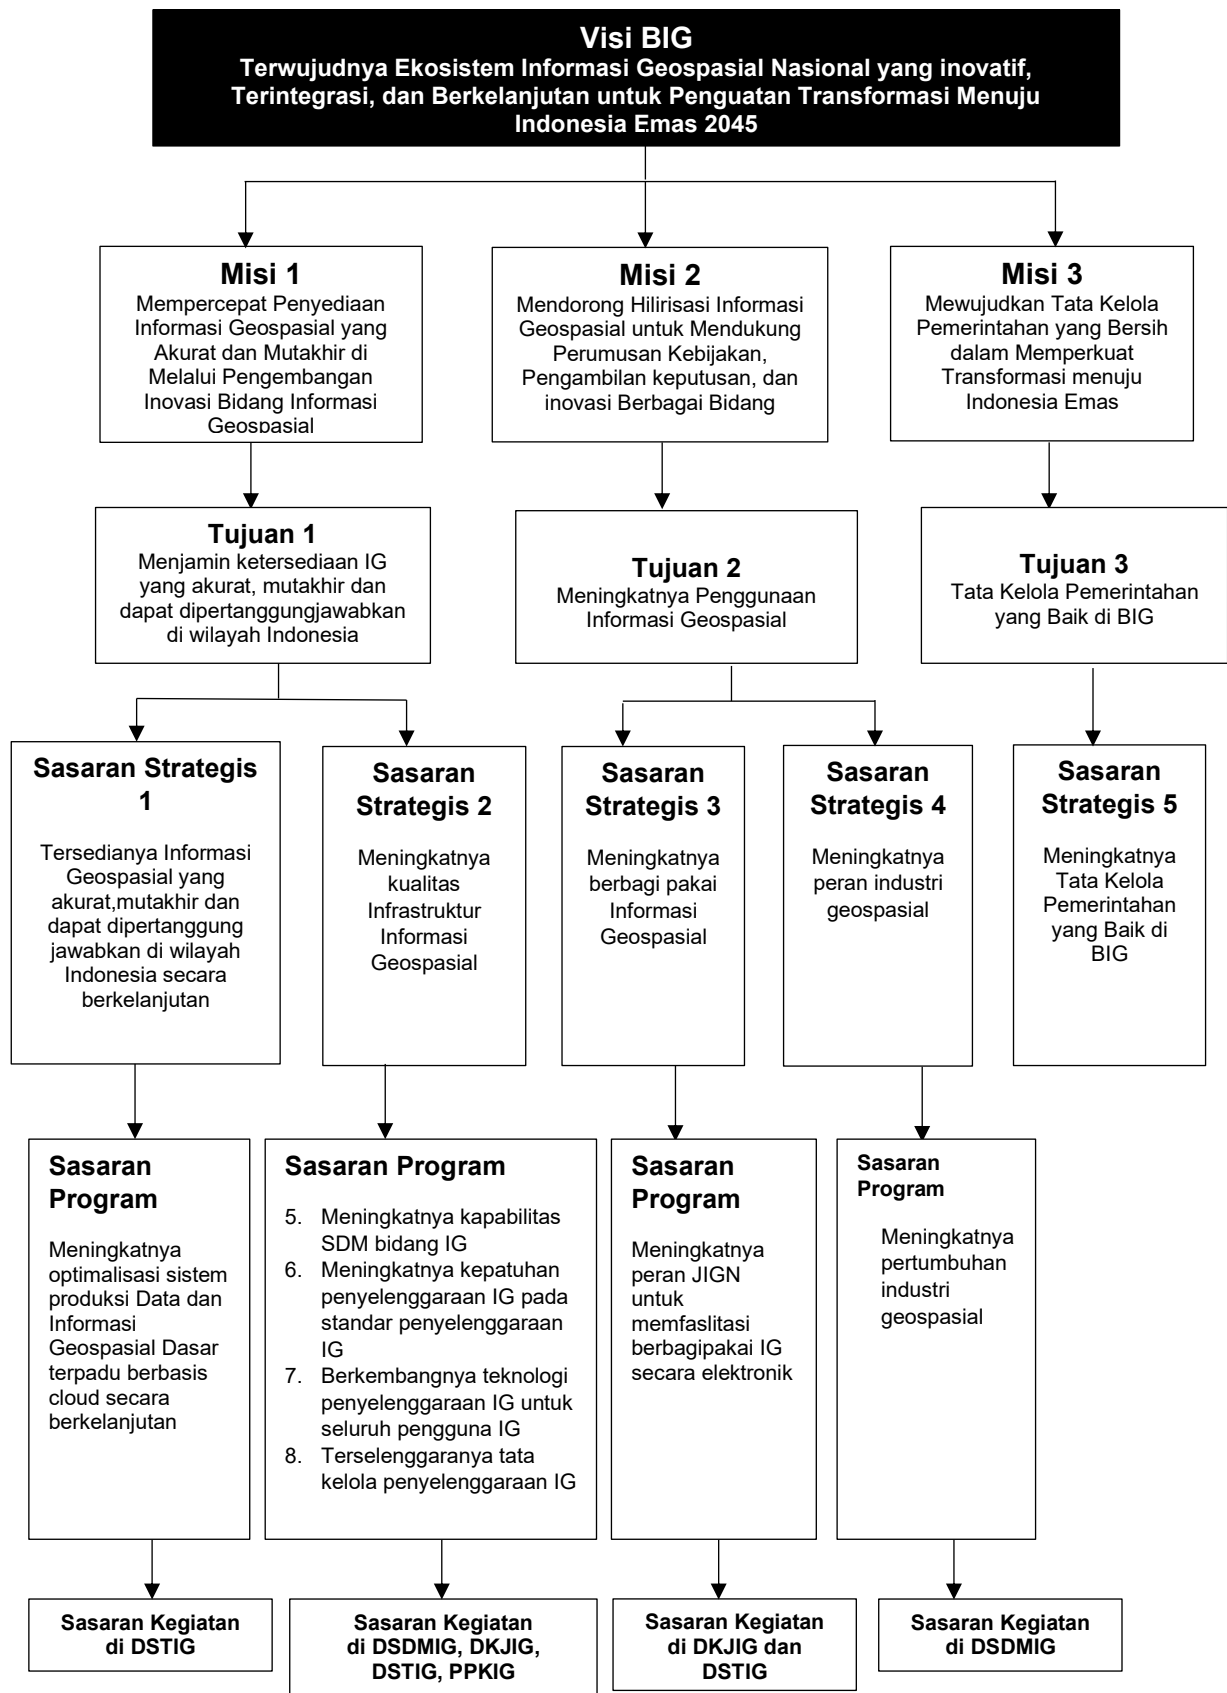 Visi BIG
Terwujudnya Ekosistem Informasi Geospasial Nasional yang inovatif,
Terintegrasi, dan Berkelanjutan untuk Penguatan Transformasi Menuju
Indonesia Emas 2045
Misi 1
Mempercepat Penyediaan
Informasi Geospasial yang
Akurat dan Mutakhir di
Melalui Pengembangan
Inovasi Bidang Informasi
Geospasial
Misi 2
Mendorong Hilirisasi Informasi
Geospasial untuk Mendukung
Perumusan Kebijakan,
Pengambilan keputusan, dan
inovasi Berbagai Bidang
Misi 3
Mewujudkan Tata Kelola
Pemerintahan yang Bersih
dalam Memperkuat
Transformasi menuju
Indonesia Emas
Tujuan 1
Menjamin ketersediaan IG
yang akurat, mutakhir dan
dapat dipertanggungjawabkan
di wilayah Indonesia
Tujuan 2
Meningkatnya Penggunaan
Informasi Geospasial
Tujuan 3
Tata Kelola Pemerintahan
yang Baik di BIG
Sasaran Strategis
1
Tersedianya Informasi
Geospasial yang
akurat,mutakhir dan
dapat dipertanggung
jawabkan di wilayah
Indonesia secara
berkelanjutan
Sasaran
Strategis 2
Meningkatnya
kualitas
Infrastruktur
Informasi
Geospasial
Sasaran
Strategis 3
Meningkatnya
berbagi pakai
Informasi
Geospasial
Sasaran
Strategis 4
Meningkatnya
peran industri
geospasial
Sasaran
Strategis 5
Meningkatnya
Tata Kelola
Pemerintahan
yang Baik di
BIG
Sasaran
Program
Meningkatnya
optimalisasi sistem
produksi Data dan
Informasi
Geospasial Dasar
terpadu berbasis
cloud secara
berkelanjutan
Sasaran Program
5. Meningkatnya kapabilitas
SDM bidang IG
6. Meningkatnya kepatuhan
penyelenggaraan IG pada
standar penyelenggaraan
IG
7. Berkembangnya teknologi
penyelenggaraan IG untuk
seluruh pengguna IG
8. Terselenggaranya tata
kelola penyelenggaraan IG
Sasaran
Program
Meningkatnya
peran JIGN
untuk
memfaslitasi
berbagipakai IG
secara elektronik
Sasaran
Program
Meningkatnya
pertumbuhan
industri
geospasial
Sasaran Kegiatan
di DSTIG
Sasaran Kegiatan
di DSDMIG, DKJIG,
DSTIG, PPKIG
Sasaran Kegiatan
di DKJIG dan
DSTIG
Sasaran Kegiatan
di DSDMIG